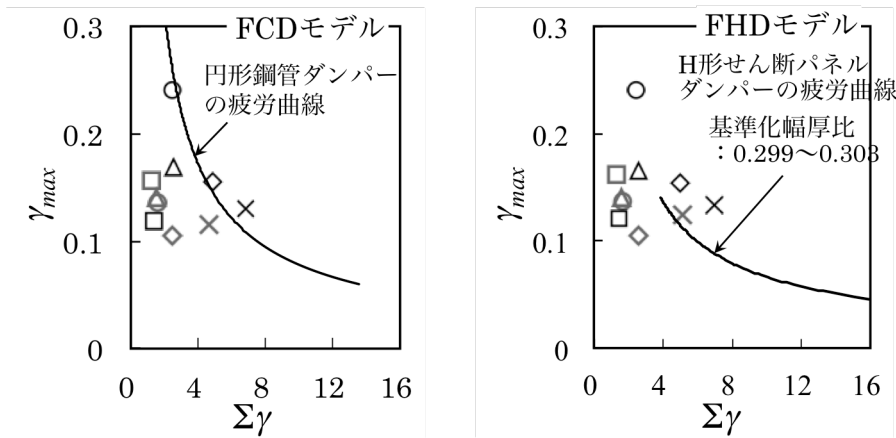 FCDモデル
0.3
0.2
0.1
0
γmax
円形鋼管ダンパー
の疲労曲線
0 4 8 12 16
Σγ
FHDモデル
0.3
0.2
0.1
0
γmax
H形せん断パネル
ダンパーの疲労曲線
基準化幅厚比
：0.299～0.303
0 4 8 12 16
Σγ